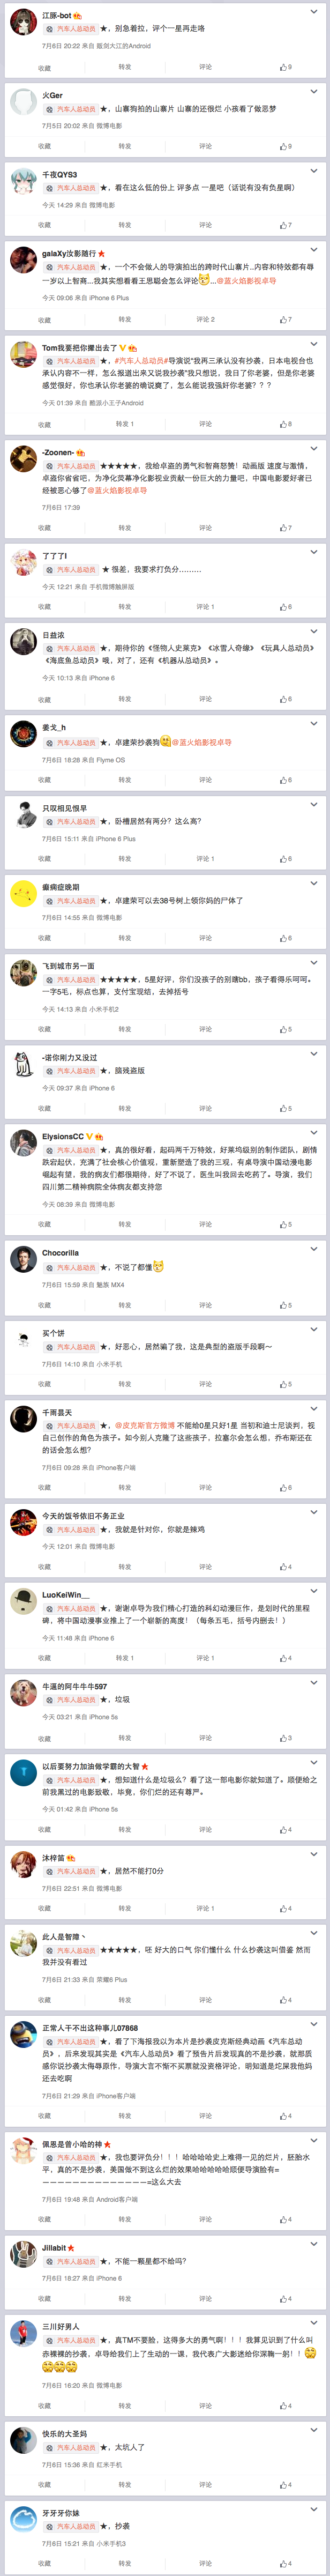 江豚-bot
汽车人总动员 ★，别急着拉，评个一星再走咯
7月6日 20:22 来自 超剑大江的Android
收藏 转发 评论 9
火Ger
汽车人总动员 ★，山寨狗拍的山寨片 山寨的还很烂 小孩看了做恶梦
7月5日 20:02 来自 微博电影
收藏 转发 评论 9
千夜QYS3
汽车人总动员 ★，看在这么低的份上 评多点 一星吧（话说有没有负星啊）
今天 14:29 来自 微博电影
收藏 转发 评论 7
galaXy汝影随行
汽车人总动员 ★，一个不会做人的导演拍出的跨时代山寨片..内容和特效都有辱
一岁以上智商...我其实想看看王思聪会怎么评论...@蓝火焰影视卓导
今天 09:06 来自 iPhone 6 Plus
收藏 转发 评论 2 7
Tom我要把你撵出去了
汽车人总动员 ★，#汽车人总动员#导演说"我再三承认没有抄袭，日本电视台也
承认内容不一样，怎么报道出来又说我抄袭"我只想说，我日了你老婆，但是你老婆
感觉很好，你也承认你老婆的确说爽了，怎么能说我强奸你老婆？？？
今天 01:39 来自 酷派小王子Android
收藏 转发 1 评论 8
-Zoonen-
汽车人总动员 ★★★★★，我给卓盗的勇气和智商怒赞！动画版 速度与激情，
卓盗你省省吧，为净化荧幕净化影视业贡献一份巨大的力量吧，中国电影爱好者已
经被恶心够了@蓝火焰影视卓导
7月6日 17:39
收藏 转发 评论 7
了了了l
汽车人总动员 ★ 很差，我要求打负分.........
今天 12:21 来自 手机微博触屏版
收藏 转发 评论 1 6
日益浓
汽车人总动员 ★，期待你的《怪物人史莱克》《冰雪人奇缘》《玩具人总动员》
《海底鱼总动员》哦，对了，还有《机器从总动员》。
今天 10:13 来自 iPhone 6
收藏 转发 评论 6
姜戈_h
汽车人总动员 ★，卓建荣抄袭狗@蓝火焰影视卓导
7月6日 18:28 来自 Flyme OS
收藏 转发 评论 6
只叹相见恨早
汽车人总动员 ★，卧槽居然有两分？这么高？
7月6日 15:11 来自 iPhone 6 Plus
收藏 转发 评论 1 6
癫痫症晚期
汽车人总动员 ★，卓建荣可以去38号树上领你妈的尸体了
7月6日 14:55 来自 微博电影
收藏 转发 评论 6
飞到城市另一面
汽车人总动员 ★★★★★，5星好评，你们没孩子的别瞎bb，孩子看得乐呵呵。
一字5毛，标点也算，支付宝现结，去掉括号
今天 14:13 来自 小米手机2
收藏 转发 评论 5
-诺你刚力又没过
汽车人总动员 ★，脑残盗版
今天 09:37 来自 iPhone 6
收藏 转发 评论 5
ElysionsCC
汽车人总动员 ★，真的很好看，起码两千万特效，好莱坞级别的制作团队，剧情
跌宕起伏，充满了社会核心价值观，重新塑造了我的三观，有卓导演中国动漫电影
崛起有望，我的病友们都很期待，好了不说了，医生叫我回去吃药了。导演，我们
四川第二精神病院全体病友都支持您
今天 08:39 来自 微博电影
收藏 转发 评论 5
Chocorilla
汽车人总动员 ★，不说了都懂
7月6日 15:59 来自 魅族 MX4
收藏 转发 评论 5
买个饼
汽车人总动员 ★，好恶心，居然骗了我，这是典型的盗版手段啊～
7月6日 14:10 来自 小米手机
收藏 转发 评论 5
千雨昙天
汽车人总动员 ★，@皮克斯官方微博 不能给0星只好1星 当初和迪士尼谈判，视
自己创作的角色为孩子。如今别人克隆了这些孩子，拉塞尔会怎么想，乔布斯还在
的话会怎么想？
7月6日 09:28 来自 iPhone客户端
收藏 转发 评论 6
今天的饭爷依旧不务正业
汽车人总动员 ★，我就是针对你，你就是辣鸡
今天 12:01 来自 微博电影
收藏 转发 评论 4
LuoKeiWin__
汽车人总动员 ★，谢谢卓导为我们精心打造的科幻动漫巨作，是划时代的里程
碑，将中国动漫事业推上了一个崭新的高度！（每条五毛，括号内删去！）
今天 11:46 来自 iPhone 6
收藏 转发 1 评论 1 4
牛逼的阿牛牛牛597
汽车人总动员 ★，垃圾
今天 03:21 来自 iPhone 5s
收藏 转发 评论 3
以后要努力加油做学霸的大智
汽车人总动员 ★，想知道什么是垃圾么？看了这一部电影你就知道了。顺便给之
前我黑过的电影致敬，毕竟，你们烂的还有尊严。
今天 01:42 来自 iPhone 5s
收藏 转发 评论 4
沐梓笛
汽车人总动员 ★，居然不能打0分
7月6日 22:51 来自 微博电影
收藏 转发 评论 1 4
此人是智障丶
汽车人总动员 ★★★★★，呸 好大的口气 你们懂什么 什么抄袭这叫借鉴 然而
我并没有看过
7月6日 21:33 来自 荣耀6 Plus
收藏 转发 评论 4
正常人干不出这种事儿07868
汽车人总动员 ★，看了下海报我以为本片是抄袭皮克斯经典动画《汽车总动
员》，后来发现其实是《汽车人总动员》看了预告片后发现真的不是抄袭，就那质
感你说抄袭太侮辱原作，导演大言不惭不买票就没资格评论，明知道是坨屎我他妈
还去吃啊
7月6日 21:29 来自 iPhone客户端
收藏 转发 评论 4
佩恩是曾小哈的神
汽车人总动员 ★，我也要评负分！！！哈哈哈哈史上难得一见的烂片，胚胎水
平，真的不是抄袭，美国做不到这么烂的效果哈哈哈哈哈顺便导演脸有=
－－－－－－－－－－－－－－=这么大去
7月6日 19:48 来自 Android客户端
收藏 转发 评论 4
Jillabit
汽车人总动员 ★，不能一颗星都不给吗？
7月6日 18:27 来自 iPhone 6
收藏 转发 评论 4
三川好男人
汽车人总动员 ★，真TM不要脸，这得多大的勇气啊！！！我算见识到了什么叫
赤裸裸的抄袭，卓导给我们上了生动的一课，我代表广大影迷给你深鞠一躬！！
7月6日 16:20 来自 微博电影
收藏 转发 评论 4
快乐的大圣妈
汽车人总动员 ★，太坑人了
7月6日 15:36 来自 红米手机
收藏 转发 评论 4
牙牙牙你妹
汽车人总动员 ★，抄袭
7月6日 15:21 来自 小米手机3
收藏 转发 评论 4